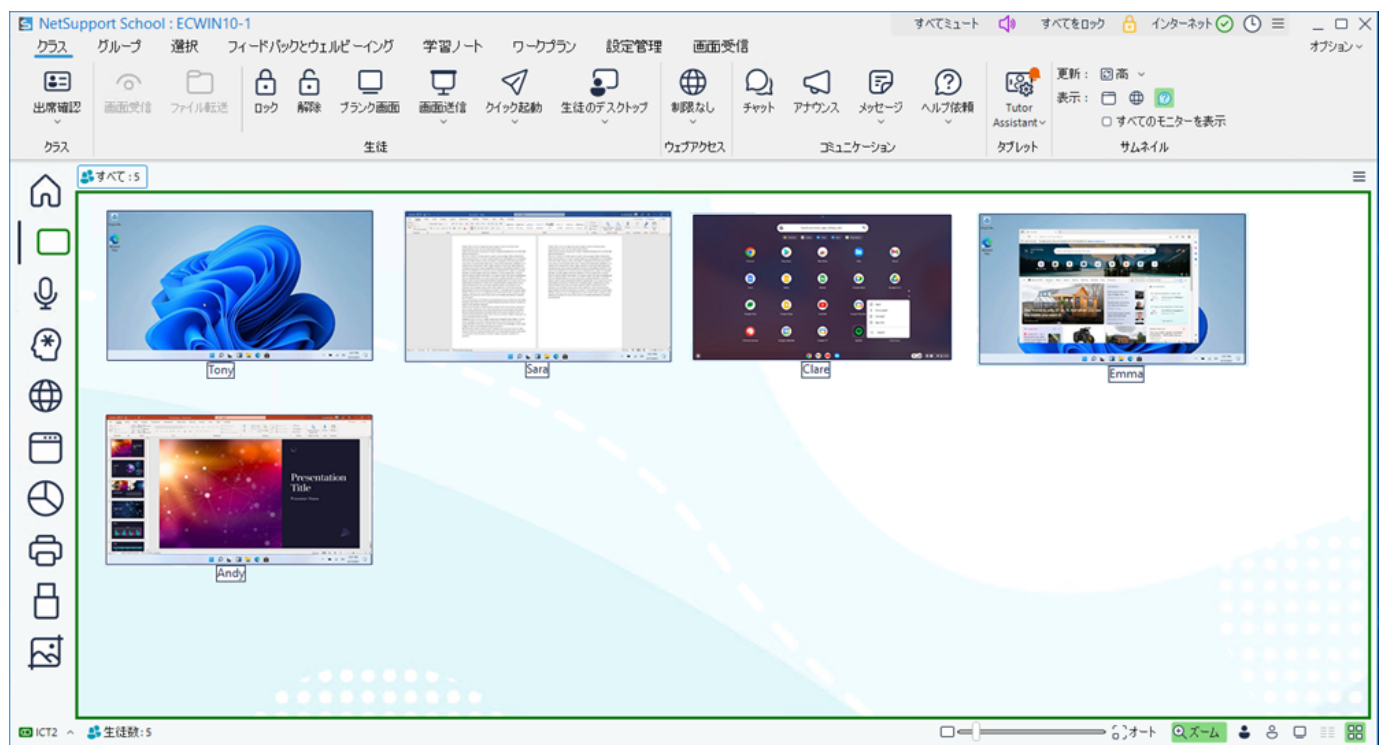 NetSupport School : ECWIN10-1
すべてミュート
すべてをロック
インターネット
クラス
グループ
選択
フィードバックとウェルビーイング
学習ノート
ワークプラン
設定管理
画面受信
オプション
出席確認
画面受信
ファイル転送
ロック
解除
ブランク画面
画面送信
クイック起動
生徒のデスクトップ
制限なし
チャット
アナウンス
メッセージ
ヘルプ依頼
Tutor
Assistant
更新 : 高
表示 :
すべてのモニターを表示
クラス
生徒
ウェブアクセス
コミュニケーション
タブレット
サムネイル
すべて : 5
Tony
Sara
Clare
Emma
Presentation
Title
Andy
ICT2
生徒数: 5
オート
ズーム